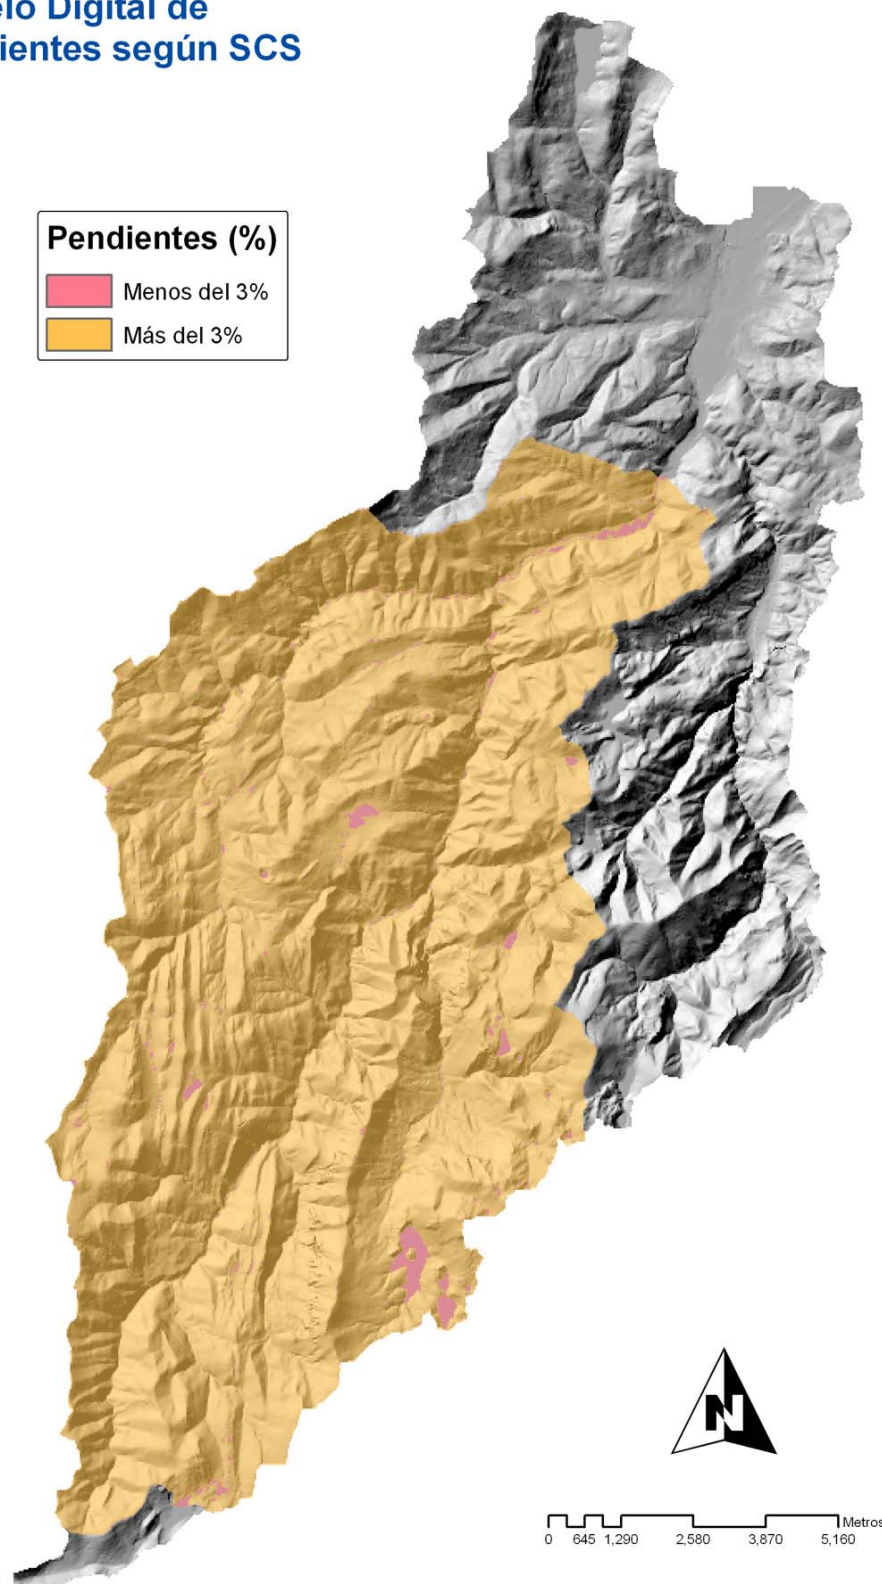 elo Digital de
ientes según SCS
Pendientes (%)
Menos del 3%
Más del 3%
N
Metros
0 645 1,290 2,580 3,870 5,160